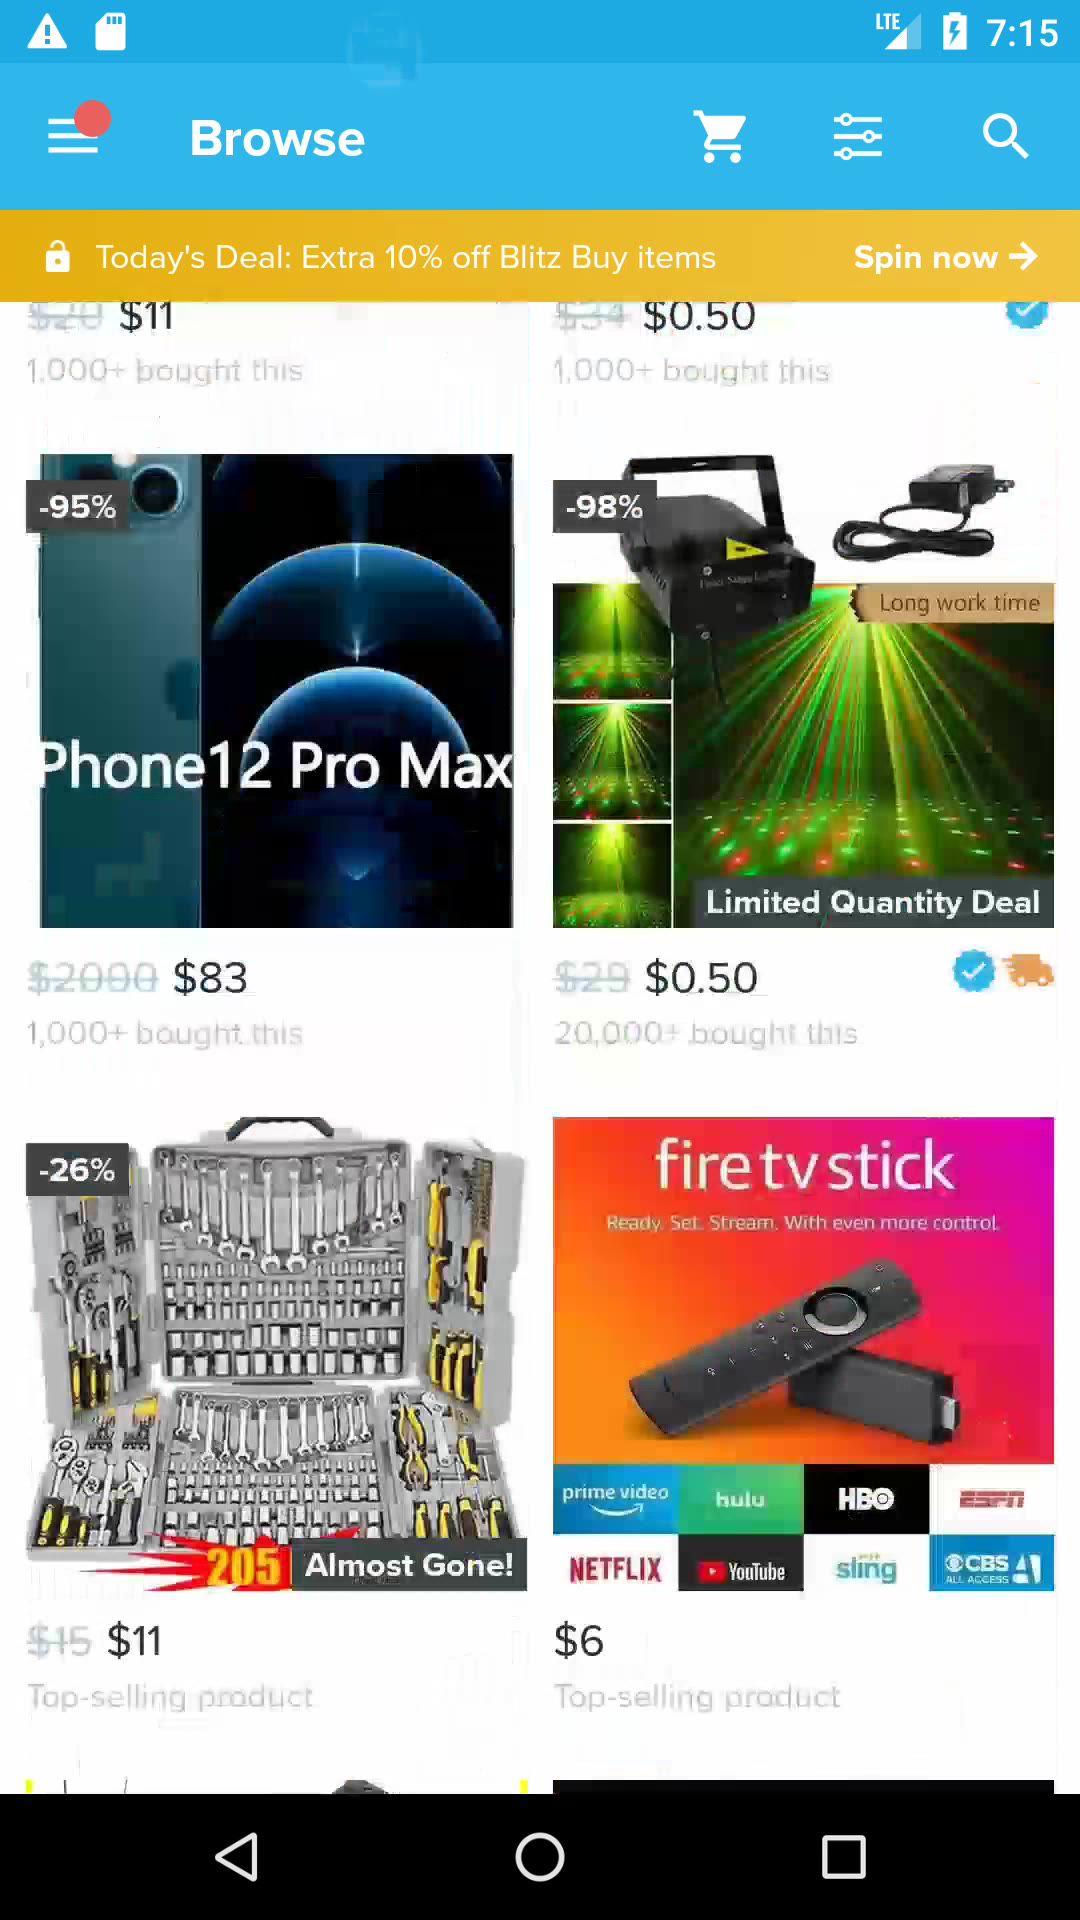 LTE 7:15
Browse
Today's Deal: Extra 10% off Blitz Buy items Spin now
$20 $11
$34 $0.50
1,000+ bought this
1,000+ bought this
-95%
Phone12 Pro Max
-98%
Long work time
Limited Quantity Deal
$2000 $83
1,000+ bought this
$29 $0.50
20,000+ bought this
-26%
205
Almost Gone!
fire tv stick
Ready. Set. Stream. With even more control.
prime video
hulu
HBO
ESPN
NETFLIX
YouTube
sling
CBS
ALL ACCESS
$15 $11
Top-selling product
$6
Top-selling product